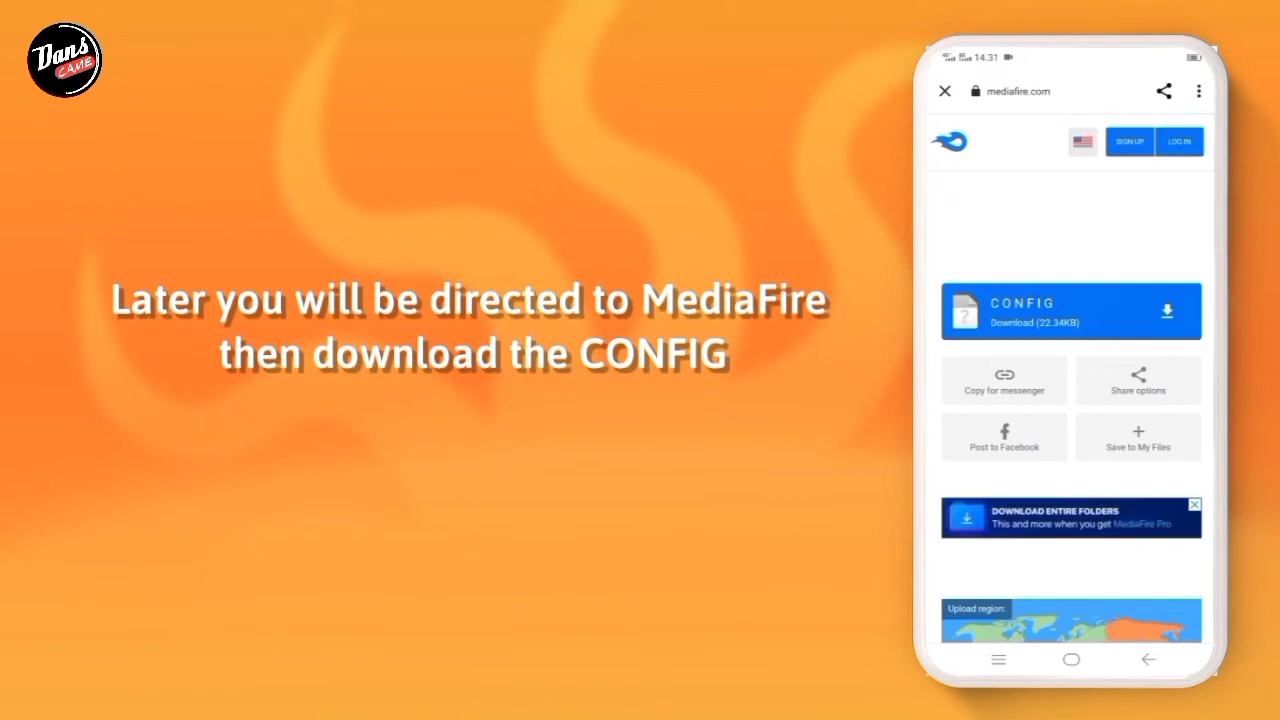 Dans
CAME
Later you will be directed to MediaFire
then download the CONFIG
14.31
mediafire.com
SIGN UP
LOG IN
CONFIG
Download (22.34KB)
Copy for messenger
Share options
Post to Facebook
Save to My Files
DOWNLOAD ENTIRE FOLDERS
This and more when you get MediaFire Pro
Upload region: